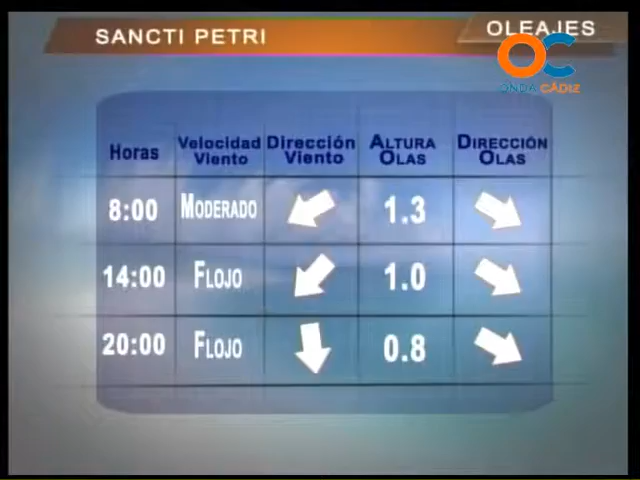 SANCTI PETRI
OLEAJES
OC
ONDA CÁDIZ
Horas Velocidad Viento Dirección Viento ALTURA OLAS DIRECCIÓN OLAS
8:00 MODERADO 1.3
14:00 FLOJO 1.0
20:00 FLOJO 0.8